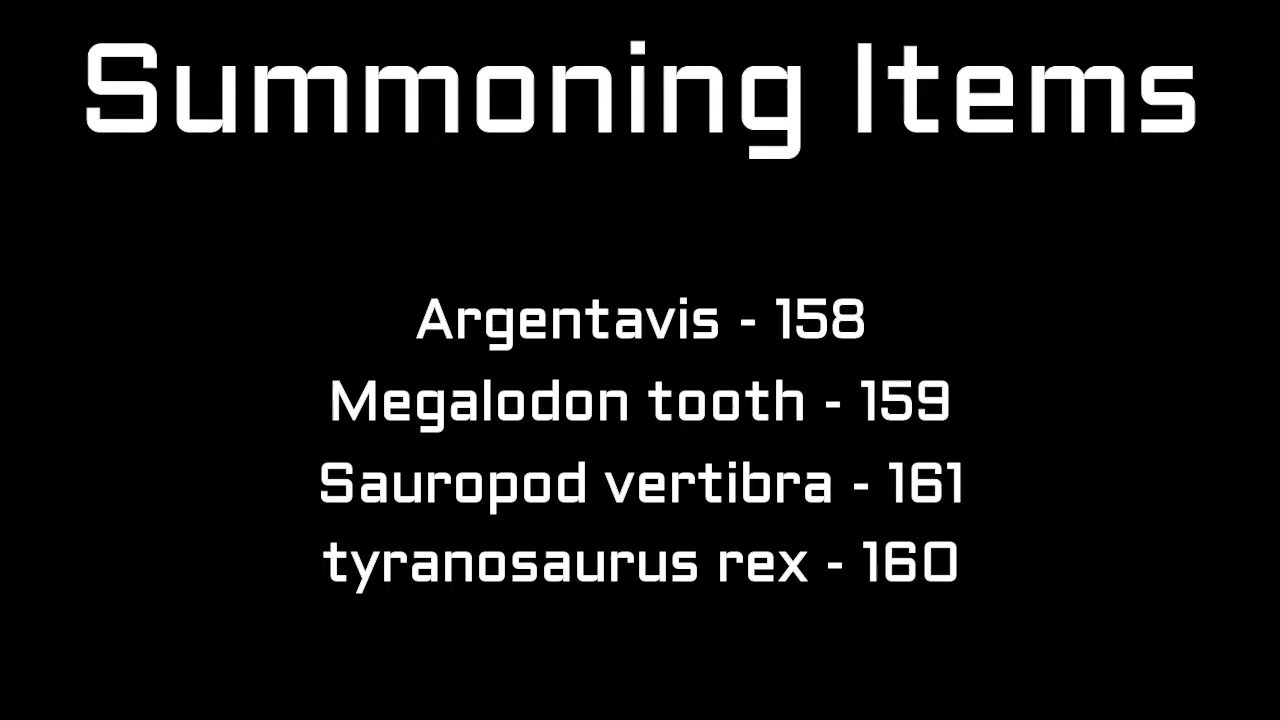 Summoning Items
Argentavis - 158
Megalodon tooth - 159
Sauropod vertibra - 161
tyranosaurus rex - 160